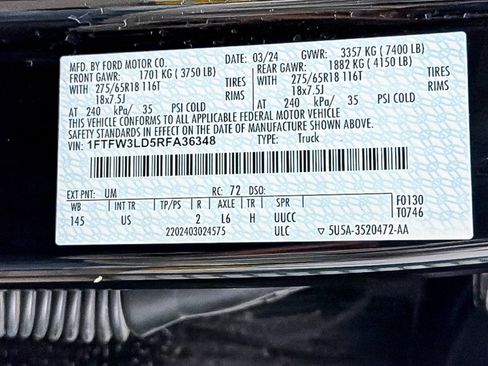 MFD. BY FORD MOTOR CO. 03/24 GVWR: 3357 KG ( 7400 LB)
FRONT GAWR: 1701 KG ( 3750 LB) REAR GAWR: 1882 KG ( 4150 LB)
WITH 275/65R18 116T TIRES WITH 275/65R18 116T TIRES
18x7.5J RIMS 18x7.5J RIMS
AT 240 kPa/ 35 PSI COLD AT 240 kPa/ 35 PSI COLD
THIS VEHICLE CONFORMS TO ALL APPLICABLE FEDERAL MOTOR VEHICLE
SAFETY STANDARDS IN EFFECT ON THE DATE OF MANUFACTURE SHOWN ABOVE.
VIN: 1FTFW3LD5RFA36348 TYPE: Truck
EXT PNT: UM RC: 72 DSO:
WB INT TR TP/PS R AXLE TR SPR F0130
145 US 2 L6 H UUCC T0746
2202403024575 ULC 5U5A-3520472-AA